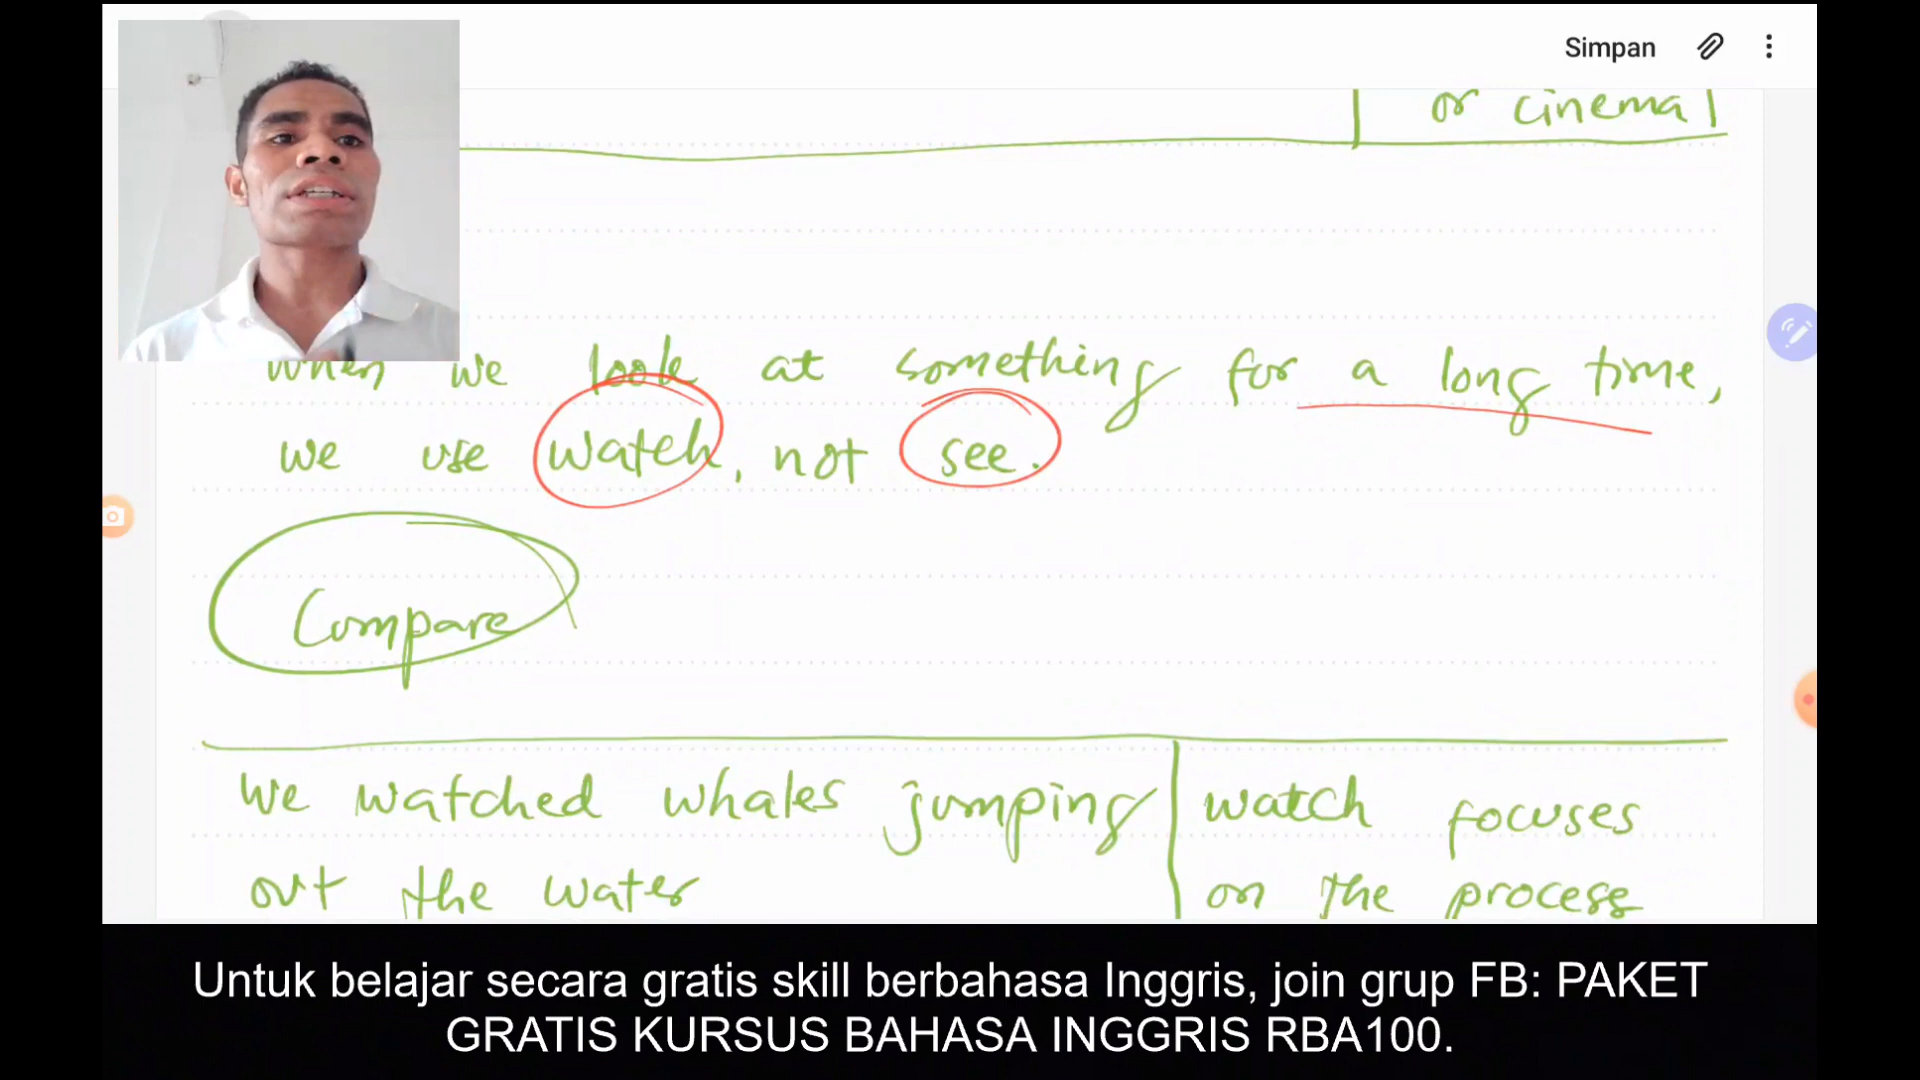 Simpan
or cinema
when we look at something for a long time,
we use watch, not see.
Compare
We watched whales jumping
out the water
watch focuses
on the process
Untuk belajar secara gratis skill berbahasa Inggris, join grup FB: PAKET
GRATIS KURSUS BAHASA INGGRIS RBA100.